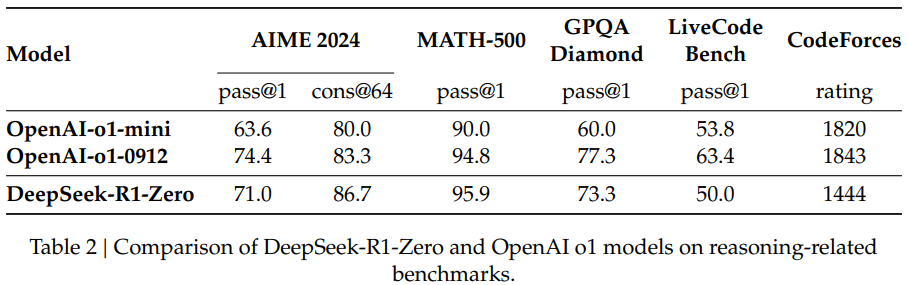 Model AIME 2024 MATH-500 GPQA Diamond LiveCode Bench CodeForces
pass@1 cons@64 pass@1 pass@1 pass@1 rating
OpenAI-o1-mini 63.6 80.0 90.0 60.0 53.8 1820
OpenAI-o1-0912 74.4 83.3 94.8 77.3 63.4 1843
DeepSeek-R1-Zero 71.0 86.7 95.9 73.3 50.0 1444
Table 2 | Comparison of DeepSeek-R1-Zero and OpenAI o1 models on reasoning-related
benchmarks.